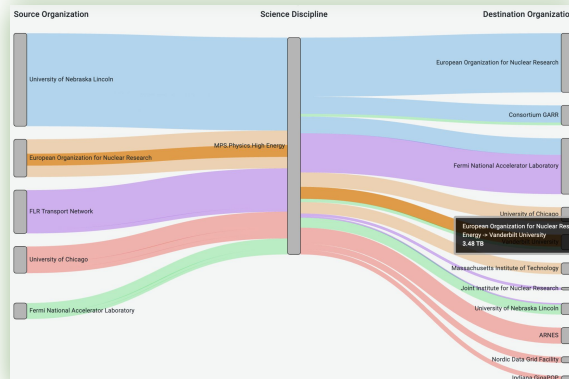 Source Organization
Science Discipline
Destination Organizatio
University of Nebraska Lincoln
European Organization for Nuclear Research
FLR Transport Network
University of Chicago
Fermi National Accelerator Laboratory
MPS.Physics High Energy
European Organization for Nuclear Research
Consortium GARR
Fermi National Accelerator Laboratory
University of Chicago
European Organization for Nuclear Res
Energy → Vanderbilt University
3.48 TB
Massachusetts Institute of Technology
Joint Institute for Nuclear Research
University of Nebraska Lincoln
ARNES
Nordic Data Grid Facility
Indiana GigaPOP